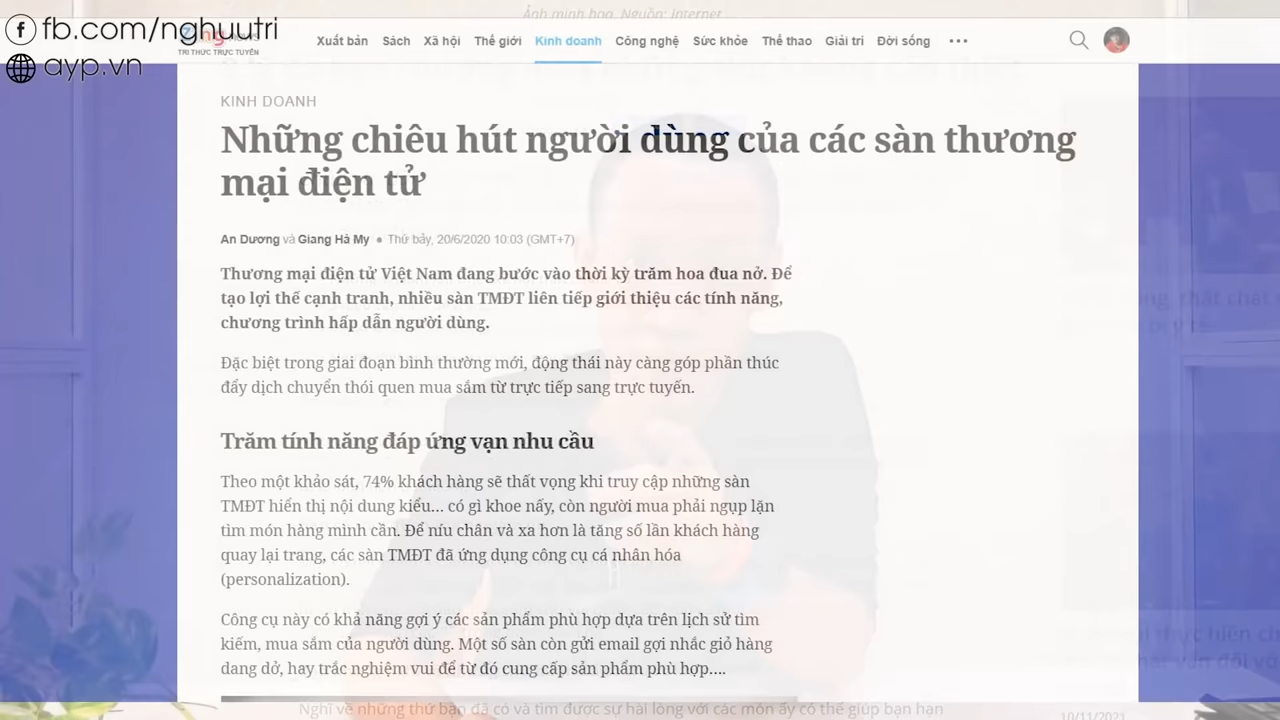 Ảnh minh họa. Nguồn: Internet
fb.com/nghuutri
ayp.vn
TRI THỨC TRỰC TUYẾN
Xuất bản Sách Xã hội Thế giới Kinh doanh Công nghệ Sức khỏe Thể thao Giải trí Đời sống •••
KINH DOANH
Những chiêu hút người dùng của các sàn thương
mại điện tử
An Dương và Giang Hà My • Thứ bảy, 20/6/2020 10:03 (GMT+7)
Thương mại điện tử Việt Nam đang bước vào thời kỳ trăm hoa đua nở. Để
tạo lợi thế cạnh tranh, nhiều sàn TMĐT liên tiếp giới thiệu các tính năng,
chương trình hấp dẫn người dùng.
Đặc biệt trong giai đoạn bình thường mới, động thái này càng góp phần thúc
đẩy dịch chuyển thói quen mua sắm từ trực tiếp sang trực tuyến.
Trăm tính năng đáp ứng vạn nhu cầu
Theo một khảo sát, 74% khách hàng sẽ thất vọng khi truy cập những sàn
TMĐT hiển thị nội dung kiểu... có gì khoe nấy, còn người mua phải ngụp lặn
tìm món hàng mình cần. Để níu chân và xa hơn là tăng số lần khách hàng
quay lại trang, các sàn TMĐT đã ứng dụng công cụ cá nhân hóa
(personalization).
Công cụ này có khả năng gợi ý các sản phẩm phù hợp dựa trên lịch sử tìm
kiếm, mua sắm của người dùng. Một số sàn còn gửi email gợi nhắc giỏ hàng
dang dở, hay trắc nghiệm vui để từ đó cung cấp sản phẩm phù hợp....
Nghĩ về những thứ bạn đã có và tìm được sự hài lòng với các món ấy có thể giúp bạn hạn
10/11/2021